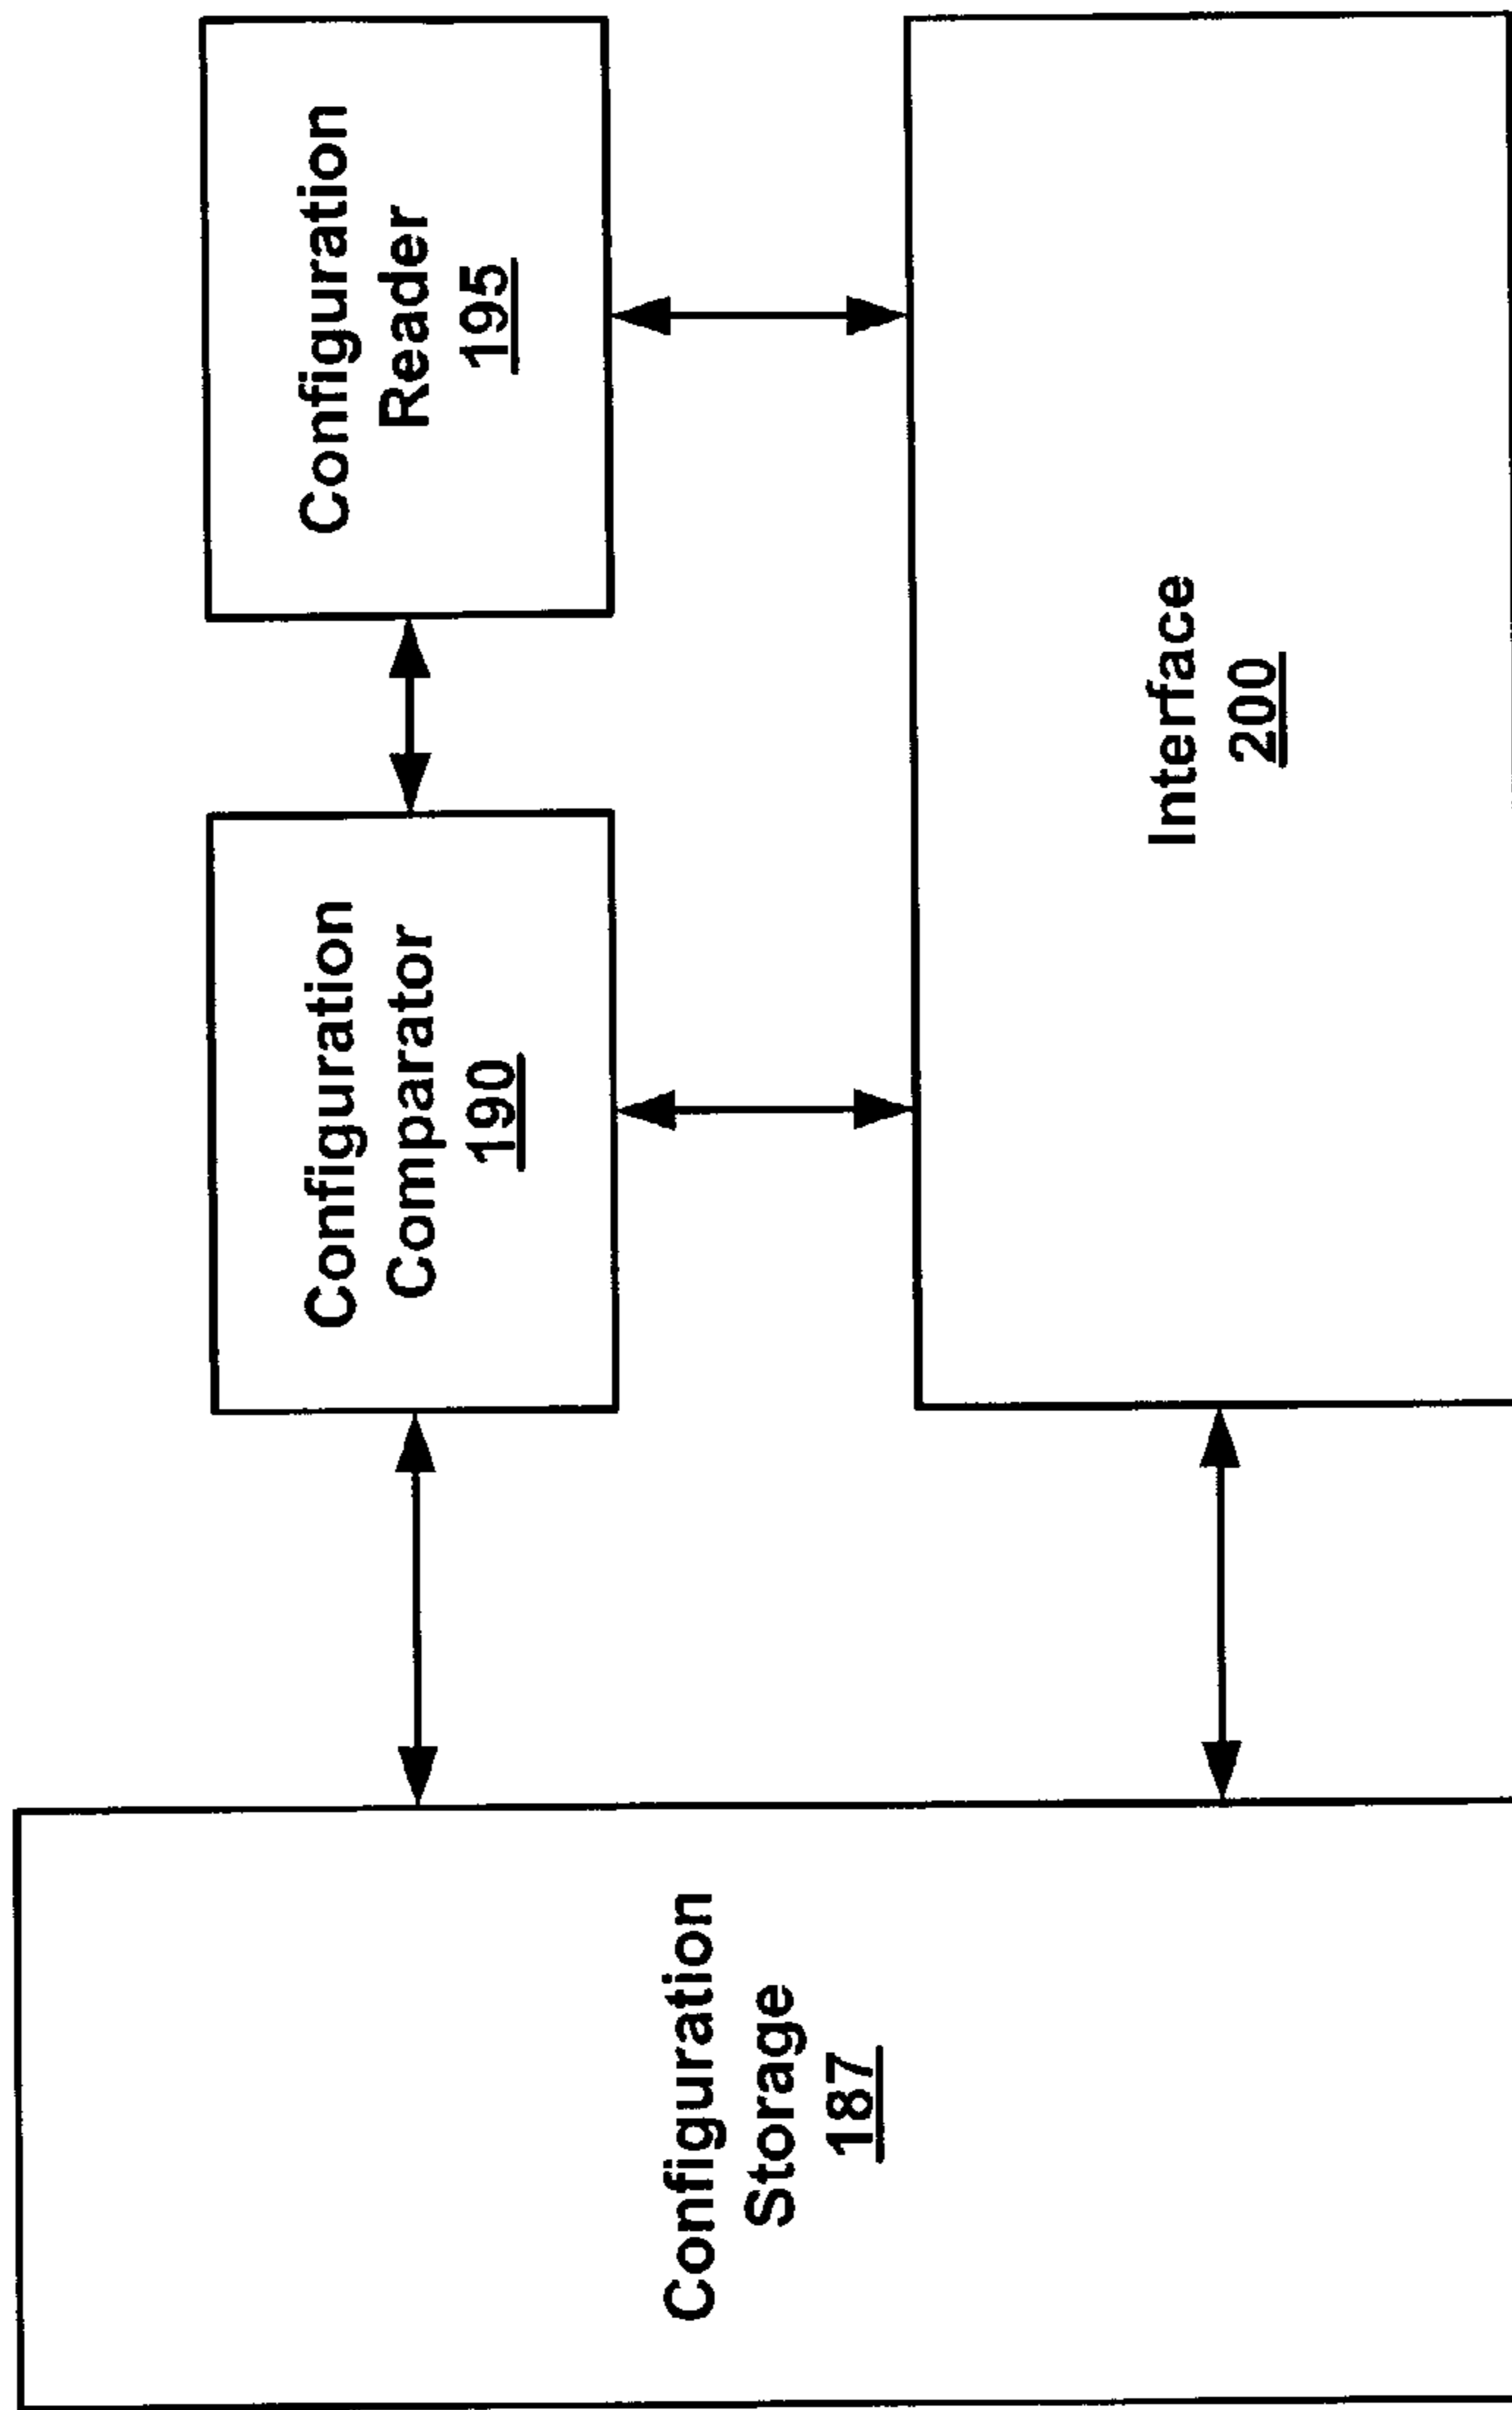 Configuration
Storage
187
Configuration
Comparator
190
Configuration
Reader
195
Interface
200